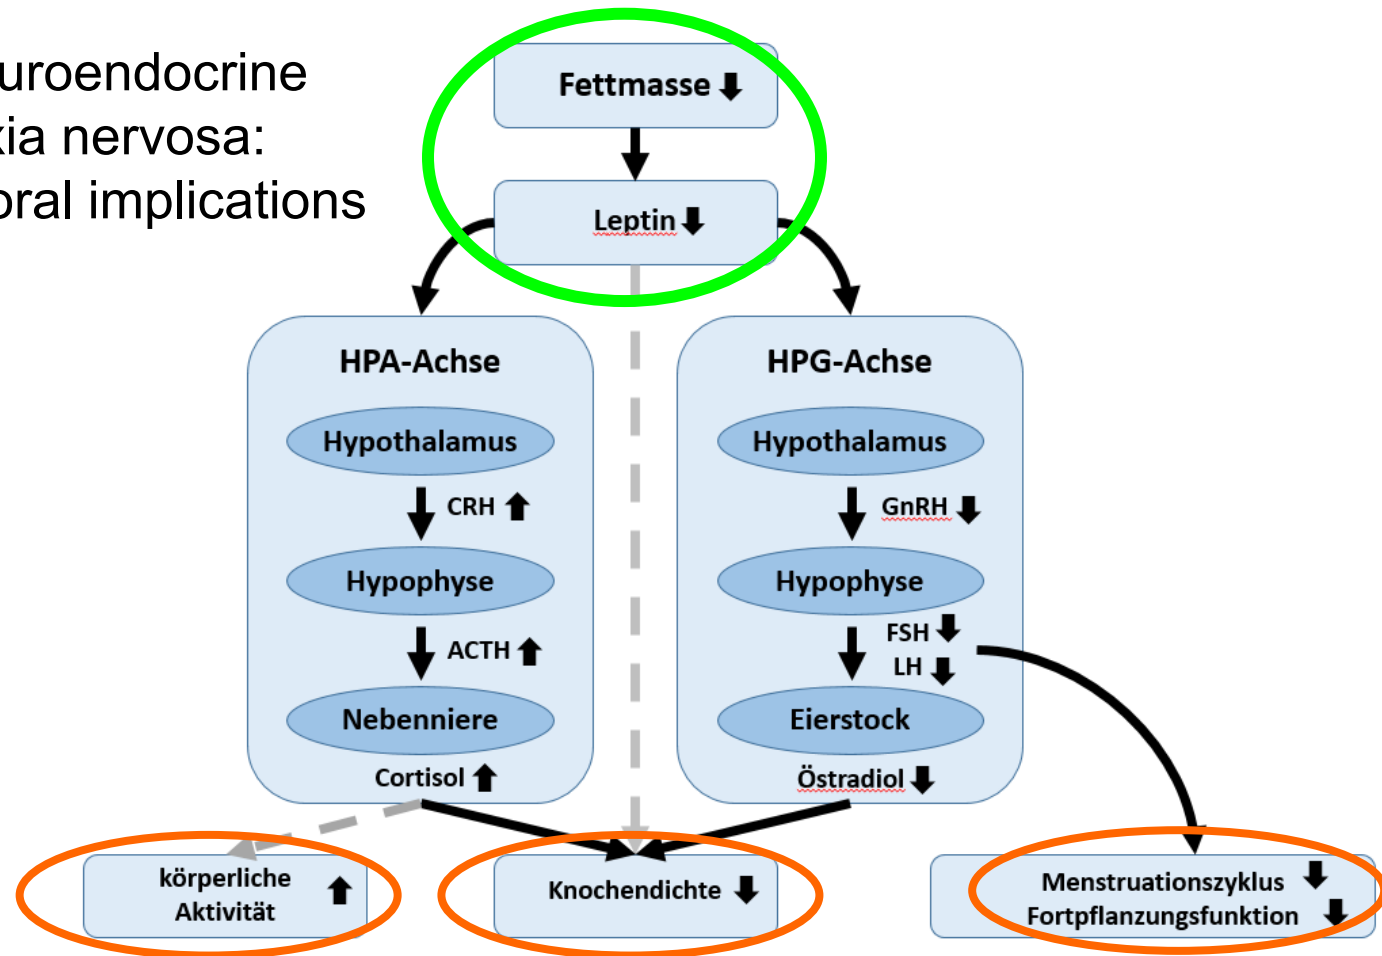 uroendocrine
xia nervosa:
oral implications
Fettmasse
Leptin
HPA-Achse
Hypothalamus
CRH
Hypophyse
ACTH
Nebenniere
Cortisol
HPG-Achse
Hypothalamus
GnRH
Hypophyse
FSH
LH
Eierstock
Östradiol
körperliche
Aktivität
Knochendichte
Menstruationszyklus
Fortpflanzungsfunktion